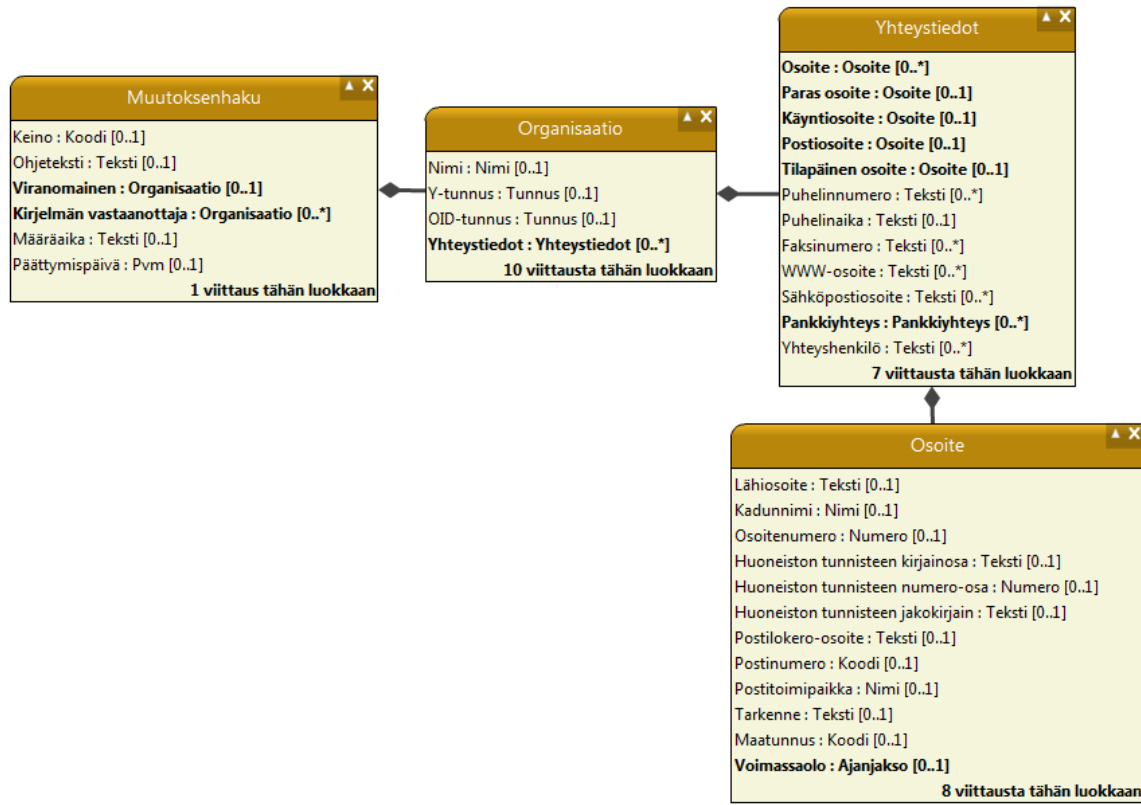 Muutoksenhaku
Keino : Koodi [0..1]
Ohjeteksti : Teksti [0..1]
Viranomainen : Organisaatio [0..1]
Kirjelmän vastaanottaja : Organisaatio [0..*]
Määräaika : Teksti [0..1]
Päättymispäivä : Pvm [0..1]
1 viittaus tähän luokkaan
Organisaatio
Nimi : Nimi [0..1]
Y-tunnus : Tunnus [0..1]
OID-tunnus : Tunnus [0..1]
Yhteystiedot : Yhteystiedot [0..*]
10 viittausta tähän luokkaan
Yhteystiedot
Osoite : Osoite [0..*]
Paras osoite : Osoite [0..1]
Käyntiosoite : Osoite [0..1]
Postiosoite : Osoite [0..1]
Tilapäinen osoite : Osoite [0..1]
Puhelinnumero : Teksti [0..*]
Puhelinaika : Teksti [0..1]
Faksinumero : Teksti [0..*]
WWW-osoite : Teksti [0..*]
Sähköpostiosoite : Teksti [0..*]
Pankkiyhteys : Pankkiyhteys [0..*]
Yhteyshenkilö : Teksti [0..*]
7 viittausta tähän luokkaan
Osoite
Lähiosoite : Teksti [0..1]
Kadunnimi : Nimi [0..1]
Osoitenumero : Numero [0..1]
Huoneiston tunnisteen kirjainosa : Teksti [0..1]
Huoneiston tunnisteen numero-osa : Numero [0..1]
Huoneiston tunnisteen jakokirjain : Teksti [0..1]
Postilokero-osoite : Teksti [0..1]
Postinumero : Koodi [0..1]
Postitoimipaikka : Nimi [0..1]
Tarkenne : Teksti [0..1]
Maatunnus : Koodi [0..1]
Voimassaolo : Ajanjakso [0..1]
8 viittausta tähän luokkaan